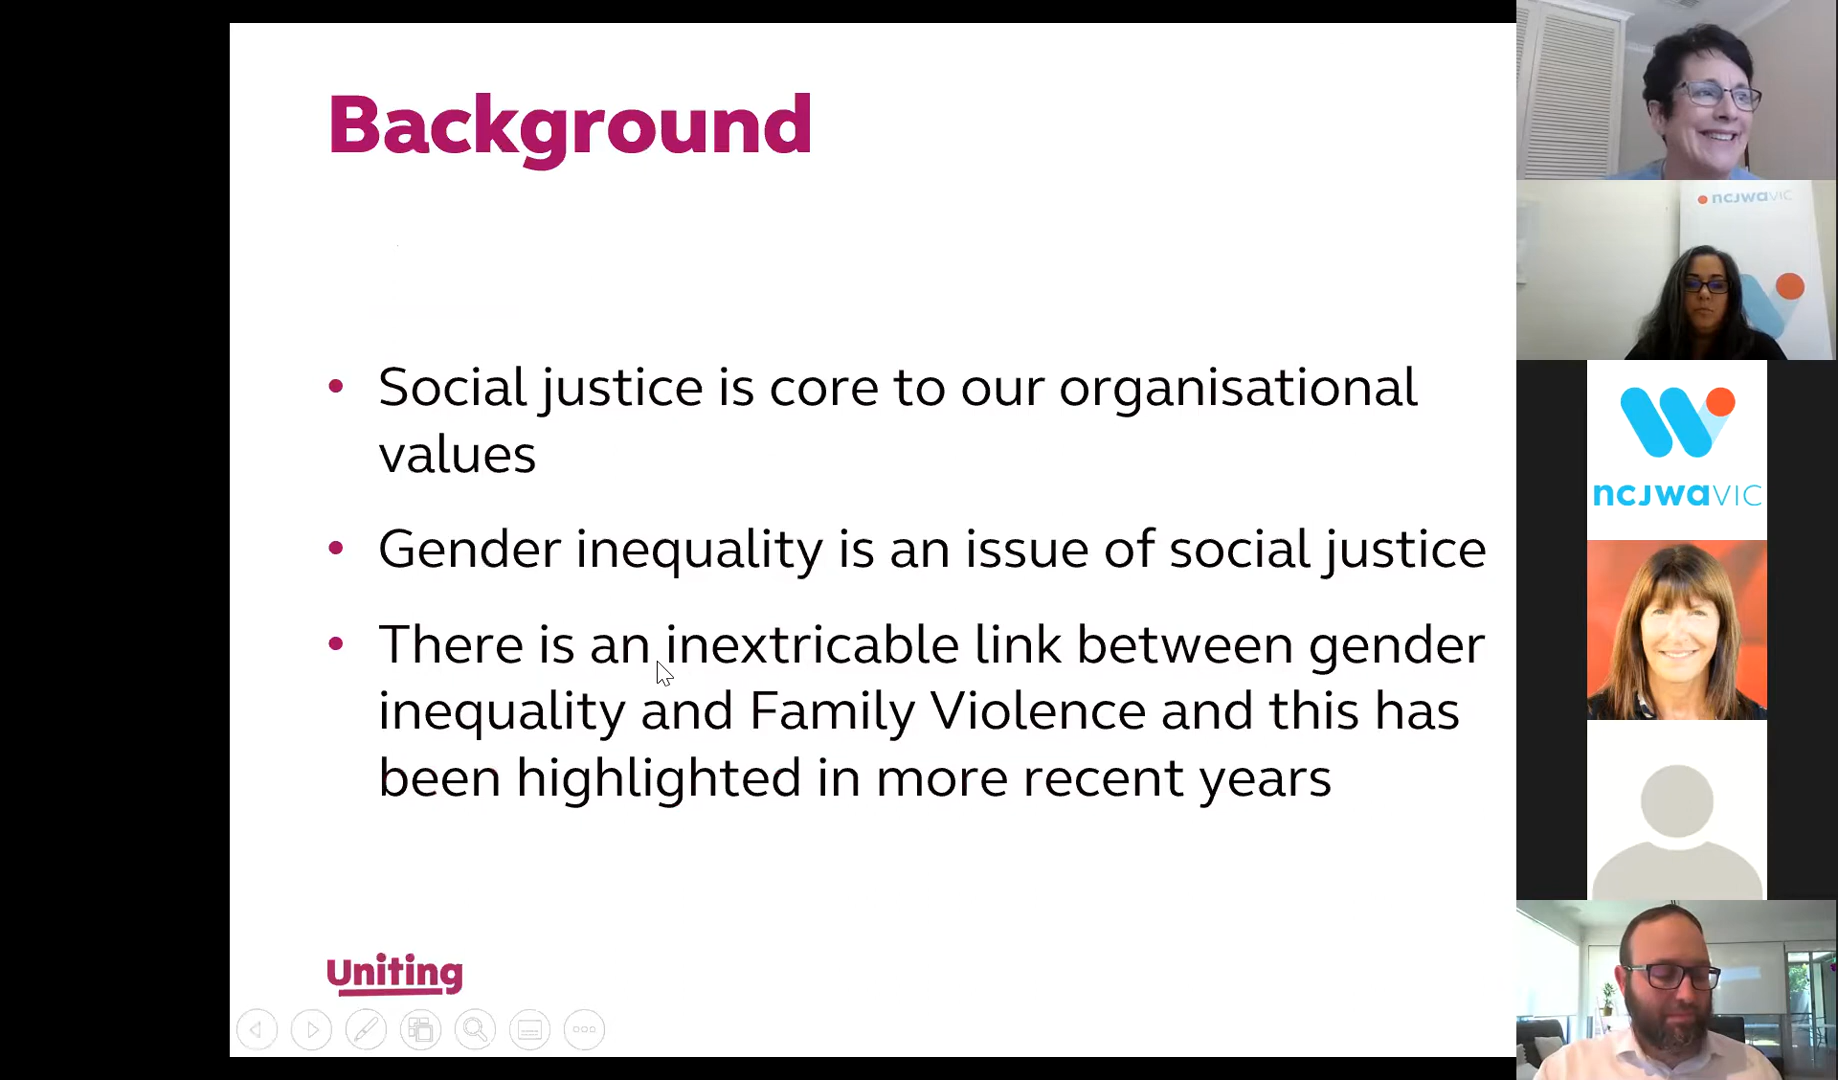 Background
• Social justice is core to our organisational
values
• Gender inequality is an issue of social justice
• There is an inextricable link between gender
inequality and Family Violence and this has
been highlighted in more recent years
Uniting
ncjwaVIC
ncjwaVIC